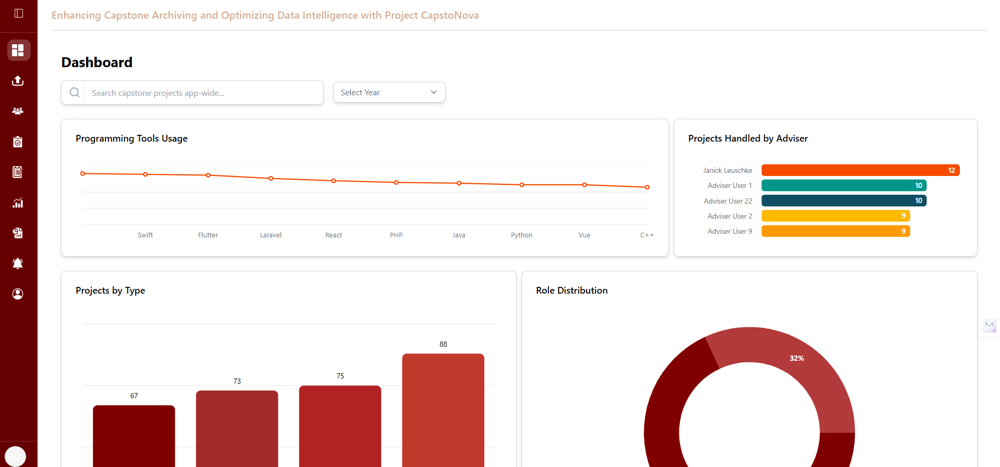 Enhancing Capstone Archiving and Optimizing Data Intelligence with Project CapstoNova
Dashboard
Search capstone projects app-wide...
Select Year
Programming Tools Usage
Swift
Flutter
Laravel
React
PHP
Java
Python
Vue
C++
Projects Handled by Adviser
Janick Leuschke 12
Adviser User 1 10
Adviser User 22 10
Adviser User 2 9
Adviser User 9 9
Projects by Type
67
73
75
88
Role Distribution
32%
A2